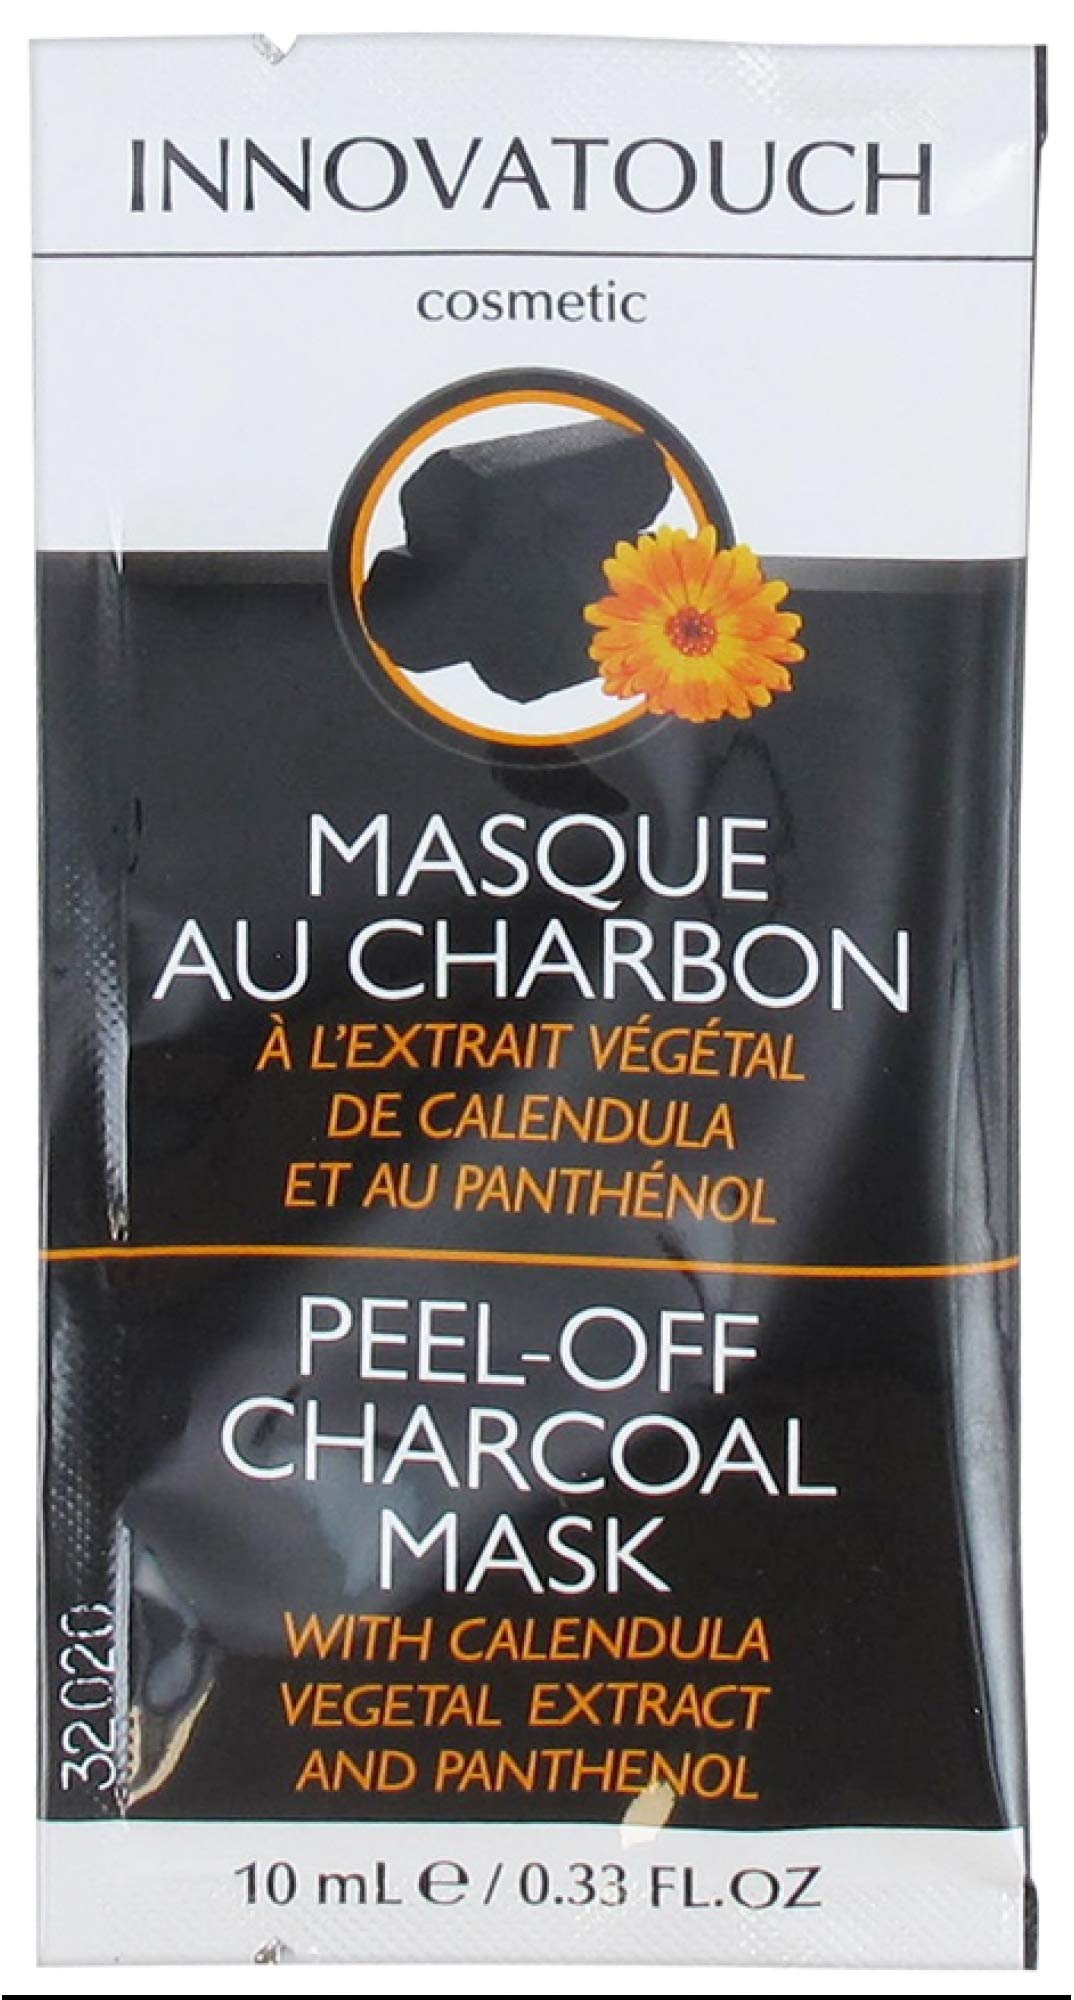 INNOVATOUCH
cosmetic
MASQUE
AU CHARBON
À L'EXTRAIT VÉGÉTAL
DE CALENDULA
ET AU PANTHÉNOL
PEEL-OFF
CHARCOAL
MASK
WITH CALENDULA
VEGETAL EXTRACT
AND PANTHENOL
32020
10 mL e / 0.33 FL.OZ